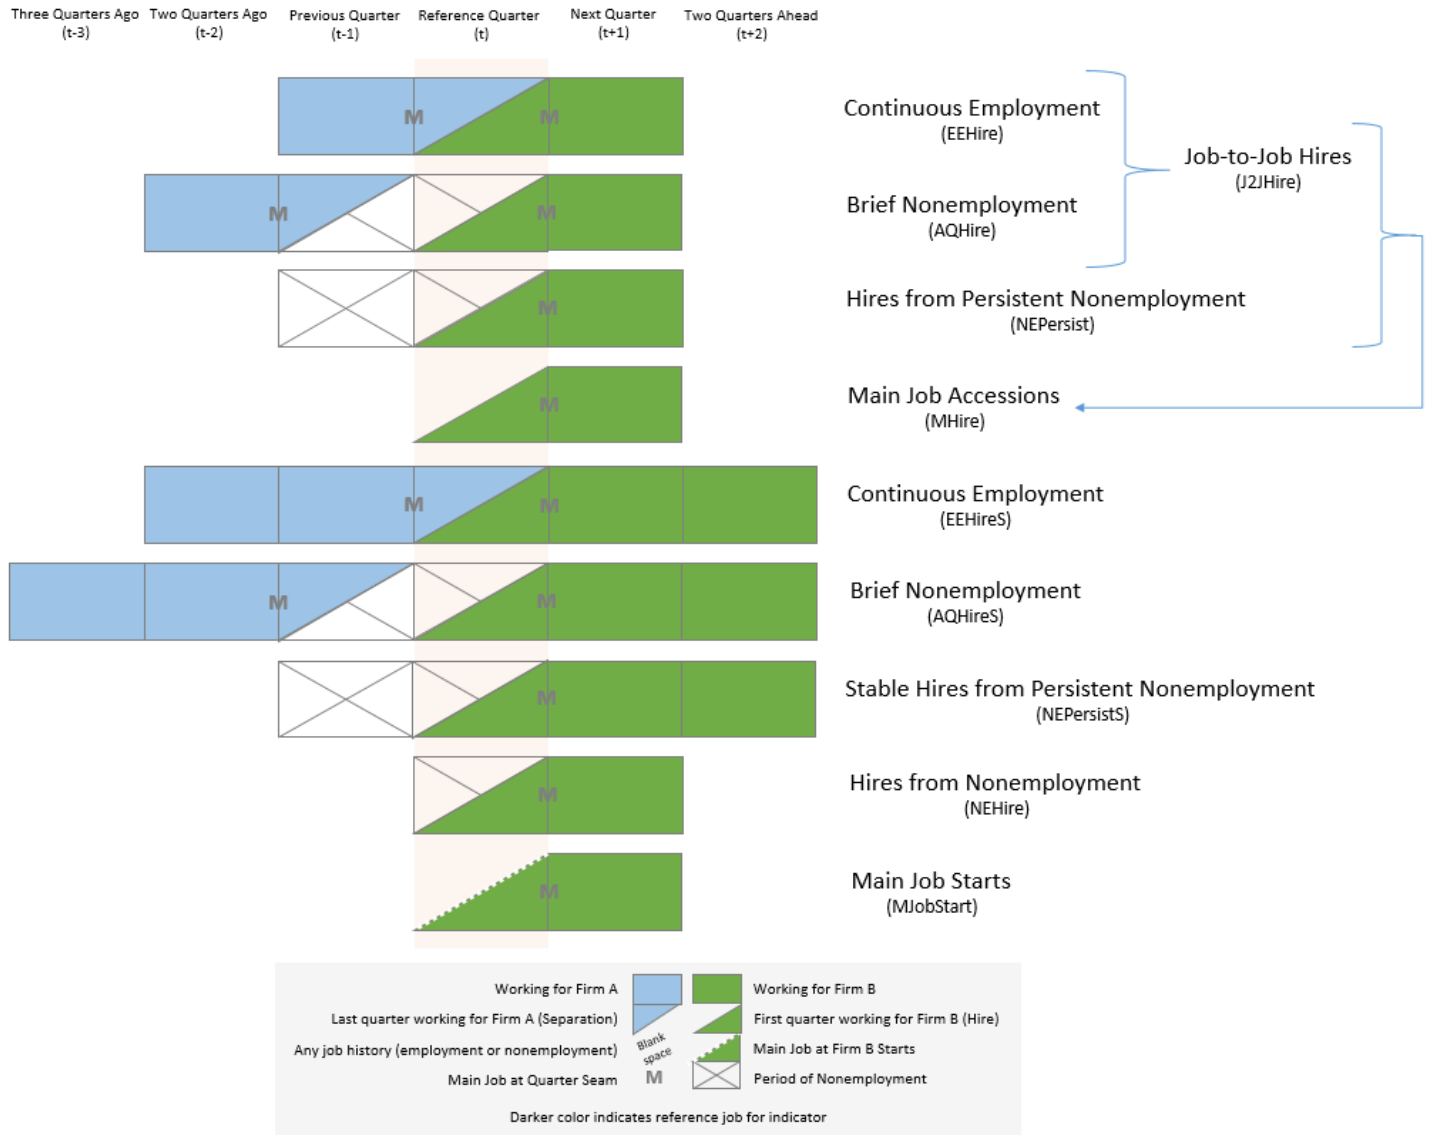 Three Quarters Ago
(t-3)
Two Quarters Ago
(t-2)
Previous Quarter
(t-1)
Reference Quarter
(t)
Next Quarter
(t+1)
Two Quarters Ahead
(t+2)
M M
Continuous Employment
(EEHire)
Job-to-Job Hires
(J2JHire)
M M
Brief Nonemployment
(AQHire)
M
Hires from Persistent Nonemployment
(NEPersist)
M
Main Job Accessions
(MHire)
M M
Continuous Employment
(EEHireS)
M M
Brief Nonemployment
(AQHireS)
M
Stable Hires from Persistent Nonemployment
(NEPersistS)
M
Hires from Nonemployment
(NEHire)
M
Main Job Starts
(MJobStart)
Working for Firm A
Working for Firm B
Last quarter working for Firm A (Separation)
First quarter working for Firm B (Hire)
Any job history (employment or nonemployment)
Blank
space
Main Job at Firm B Starts
Main Job at Quarter Seam
M
Period of Nonemployment
Darker color indicates reference job for indicator